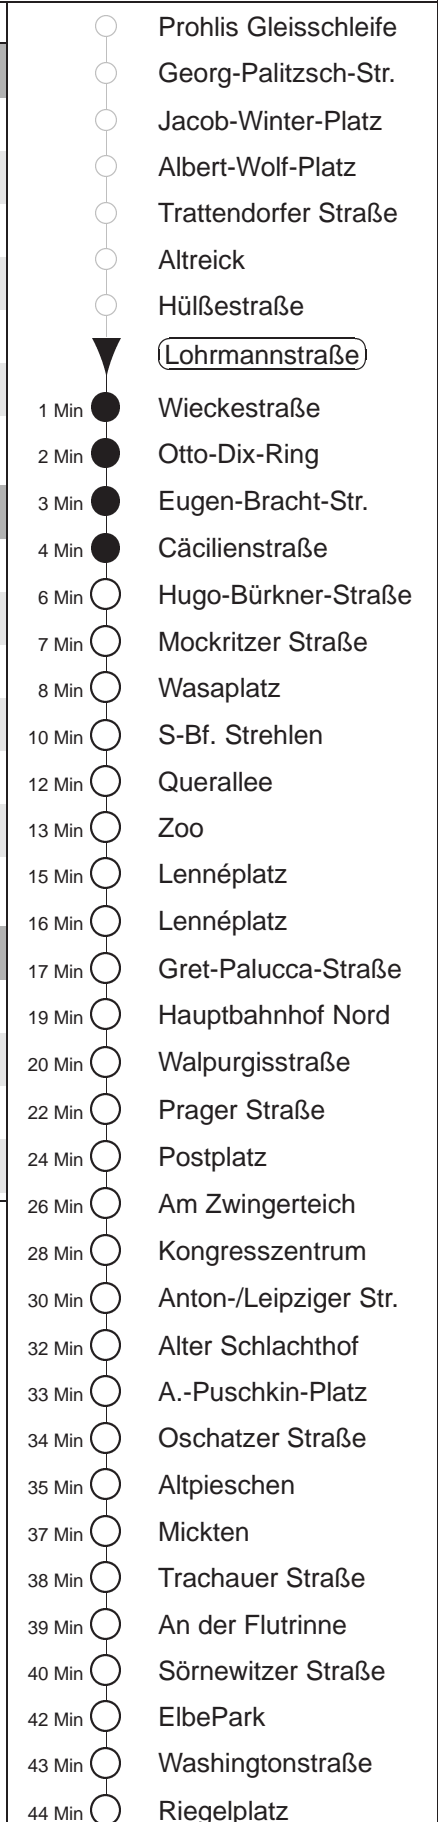 Prohlis Gleisschleife
Georg-Palitzsch-Str.
Jacob-Winter-Platz
Albert-Wolf-Platz
Trattendorfer Straße
Altreick
Hülßestraße
Lohrmannstraße
1 Min Wieckestraße
2 Min Otto-Dix-Ring
3 Min Eugen-Bracht-Str.
4 Min Cäcilienstraße
6 Min Hugo-Bürkner-Straße
7 Min Mockritzer Straße
8 Min Wasaplatz
10 Min S-Bf. Strehlen
12 Min Querallee
13 Min Zoo
15 Min Lennéplatz
16 Min Lennéplatz
17 Min Gret-Palucca-Straße
19 Min Hauptbahnhof Nord
20 Min Walpurgisstraße
22 Min Prager Straße
24 Min Postplatz
26 Min Am Zwingerteich
28 Min Kongresszentrum
30 Min Anton-/Leipziger Str.
32 Min Alter Schlachthof
33 Min A.-Puschkin-Platz
34 Min Oschatzer Straße
35 Min Altpieschen
37 Min Mickten
38 Min Trachauer Straße
39 Min An der Flutrinne
40 Min Sörnewitzer Straße
42 Min ElbePark
43 Min Washingtonstraße
44 Min Riegelplatz